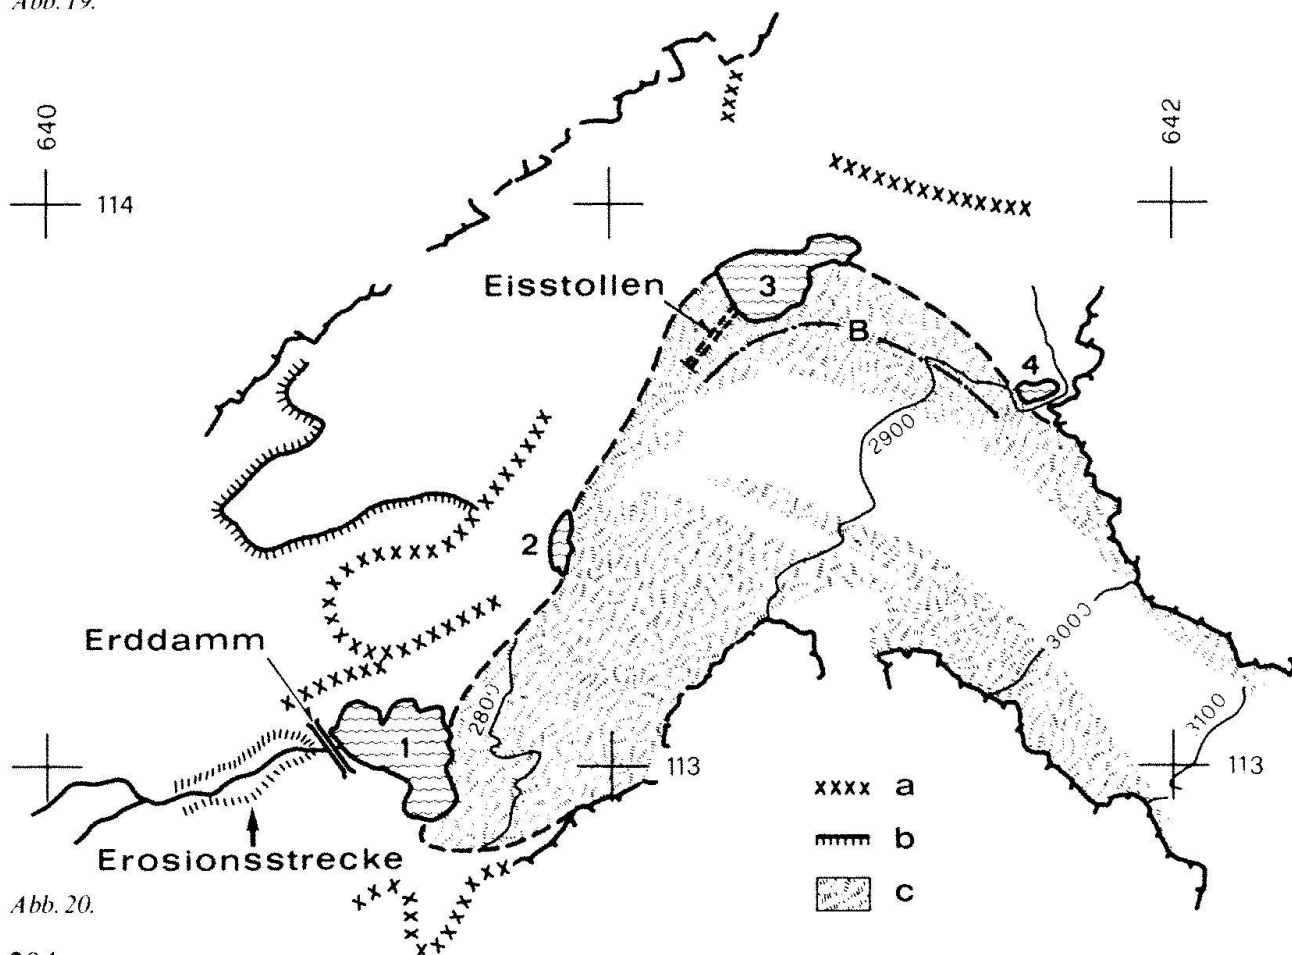 Abb. 19.
640
642
114
Eisstollen
3
B
4
2900
2
Erddamm
3000
2800
3100
1
113
113
xxxx a
b
Erosionsstrecke
c
Abb. 20.